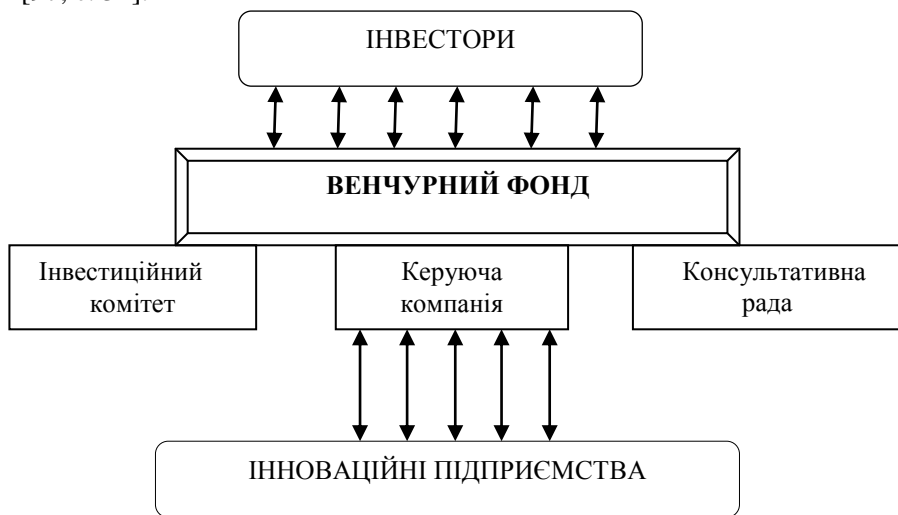 ІНВЕСТОРИ
ВЕНЧУРНИЙ ФОНД
Інвестиційний
комітет
Керуюча
компанія
Консультативна
рада
ІННОВАЦІЙНІ ПІДПРИЄМСТВА